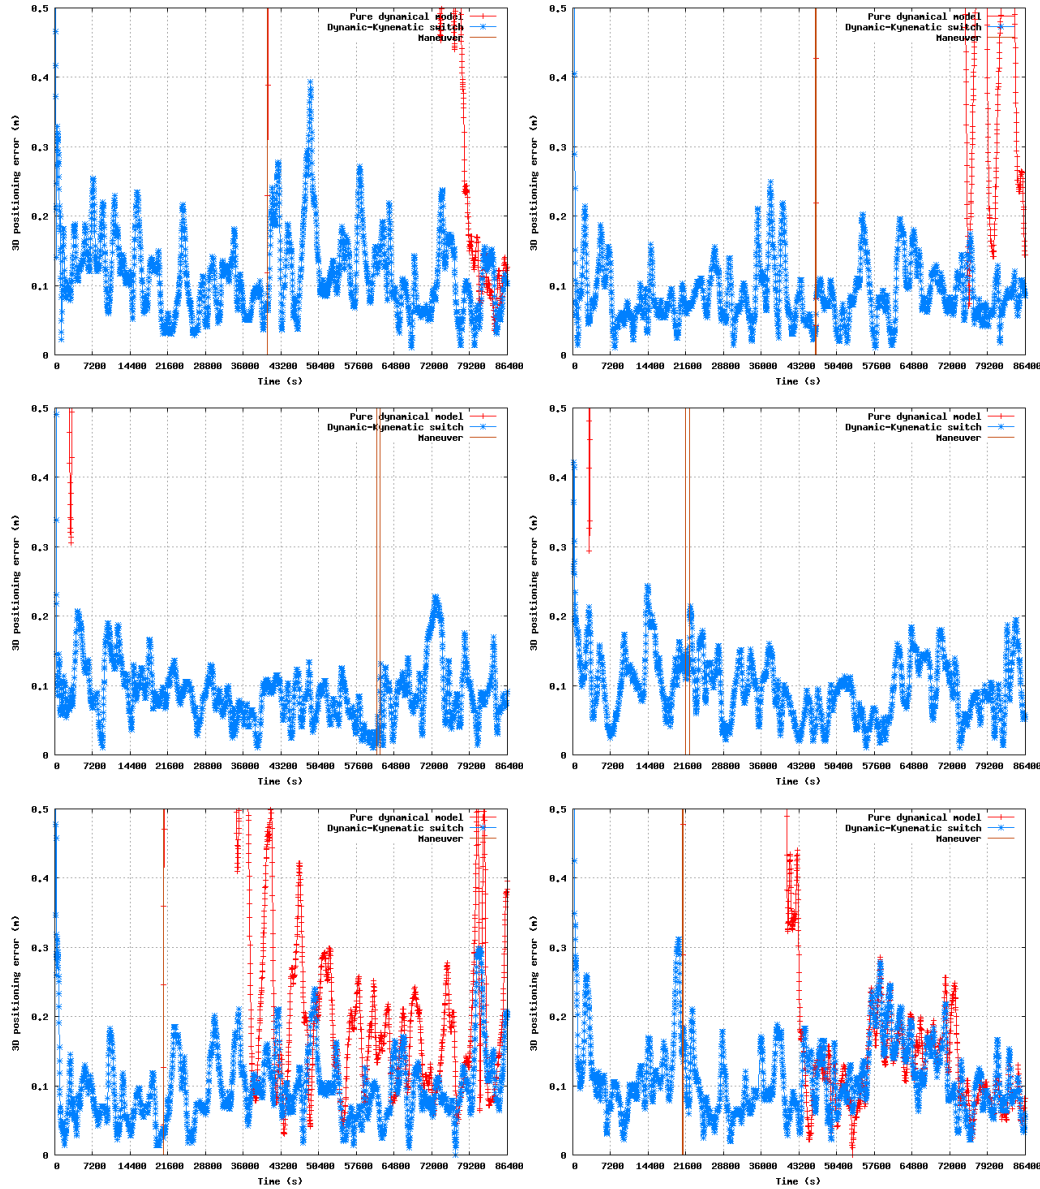 0.5
Pure dynamical model
Dynamic-Kynematic switch
Maneuver
0.4
0.3
0.2
0.1
0
3D positioning error (m)
0 7200 14400 21600 28800 36000 43200 50400 57600 64800 72000 79200 86400
Time (s)
0.5
Pure dynamical model
Dynamic-Kynematic switch
Maneuver
0.4
0.3
0.2
0.1
0
3D positioning error (m)
0 7200 14400 21600 28800 36000 43200 50400 57600 64800 72000 79200 86400
Time (s)
0.5
Pure dynamical model
Dynamic-Kynematic switch
Maneuver
0.4
0.3
0.2
0.1
0
3D positioning error (m)
0 7200 14400 21600 28800 36000 43200 50400 57600 64800 72000 79200 86400
Time (s)
0.5
Pure dynamical model
Dynamic-Kynematic switch
Maneuver
0.4
0.3
0.2
0.1
0
3D positioning error (m)
0 7200 14400 21600 28800 36000 43200 50400 57600 64800 72000 79200 86400
Time (s)
0.5
Pure dynamical model
Dynamic-Kynematic switch
Maneuver
0.4
0.3
0.2
0.1
0
3D positioning error (m)
0 7200 14400 21600 28800 36000 43200 50400 57600 64800 72000 79200 86400
Time (s)
0.5
Pure dynamical model
Dynamic-Kynematic switch
Maneuver
0.4
0.3
0.2
0.1
0
3D positioning error (m)
0 7200 14400 21600 28800 36000 43200 50400 57600 64800 72000 79200 86400
Time (s)